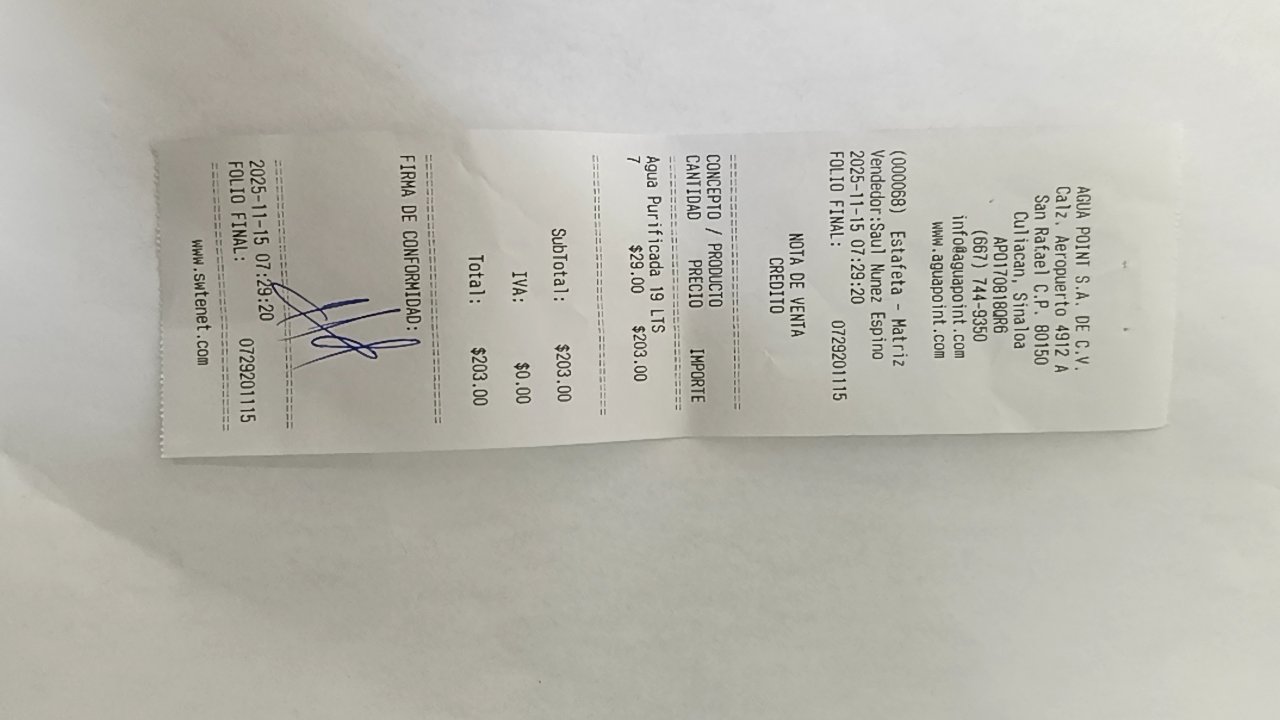 AGUA POINT S.A. DE C.V.
Calz. Aeropuerto 4912 A
San Rafael C.P. 80150
Culiacan, Sinaloa
APO170818QR6
(667) 744-9350
info@aguapoint.com
www.aguapoint.com
(000068) Estafeta - Matriz
Vendedor:Saul Nunez Espino
2025-11-15 07:29:20
FOLIO FINAL: 0729201115
NOTA DE VENTA
CREDITO
CONCEPTO / PRODUCTO
CANTIDAD PRECIO IMPORTE
Agua Purificada 19 LTS
7 $29.00 $203.00
SubTotal: $203.00
IVA: $0.00
Total: $203.00
FIRMA DE CONFORMIDAD:
2025-11-15 07:29:20
FOLIO FINAL: 0729201115
www.swtenet.com